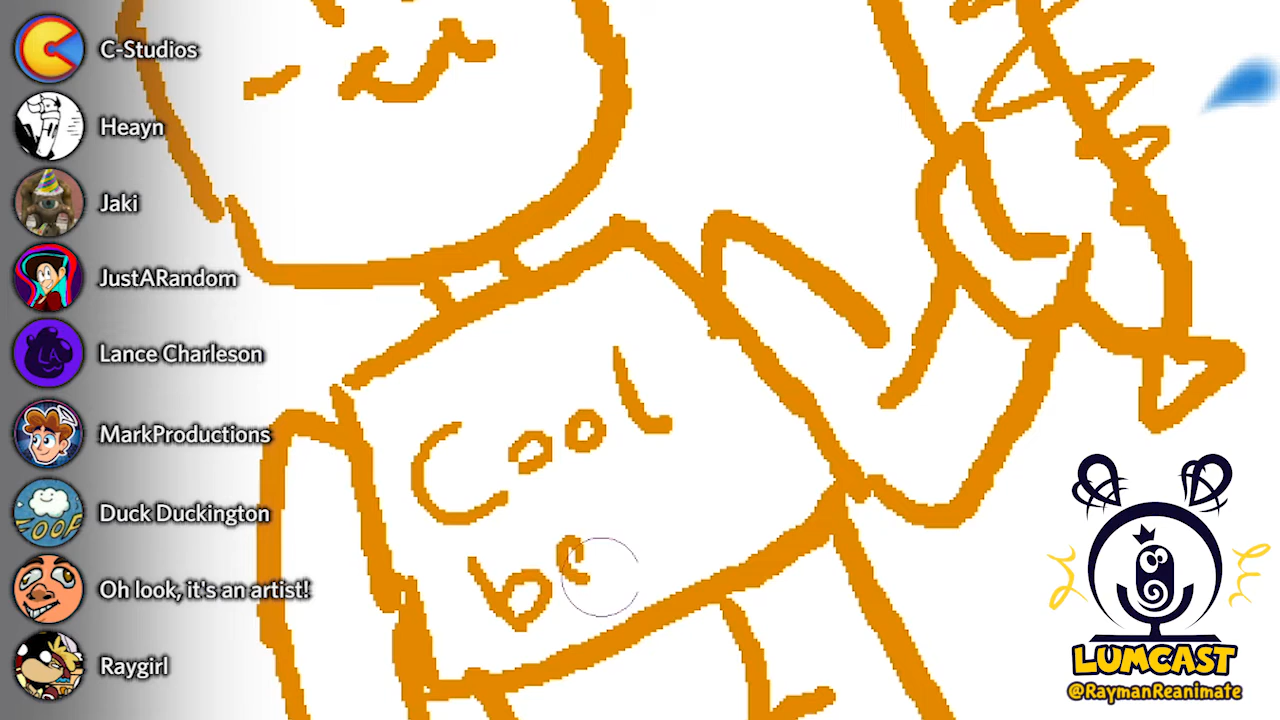 C-Studios
Heayn
Jaki
JustARandom
Lance Charleson
MarkProductions
Duck Duckington
Oh look, it's an artist!
Raygirl
Cool
be
LA
LUMCAST
@RaymanReanimate